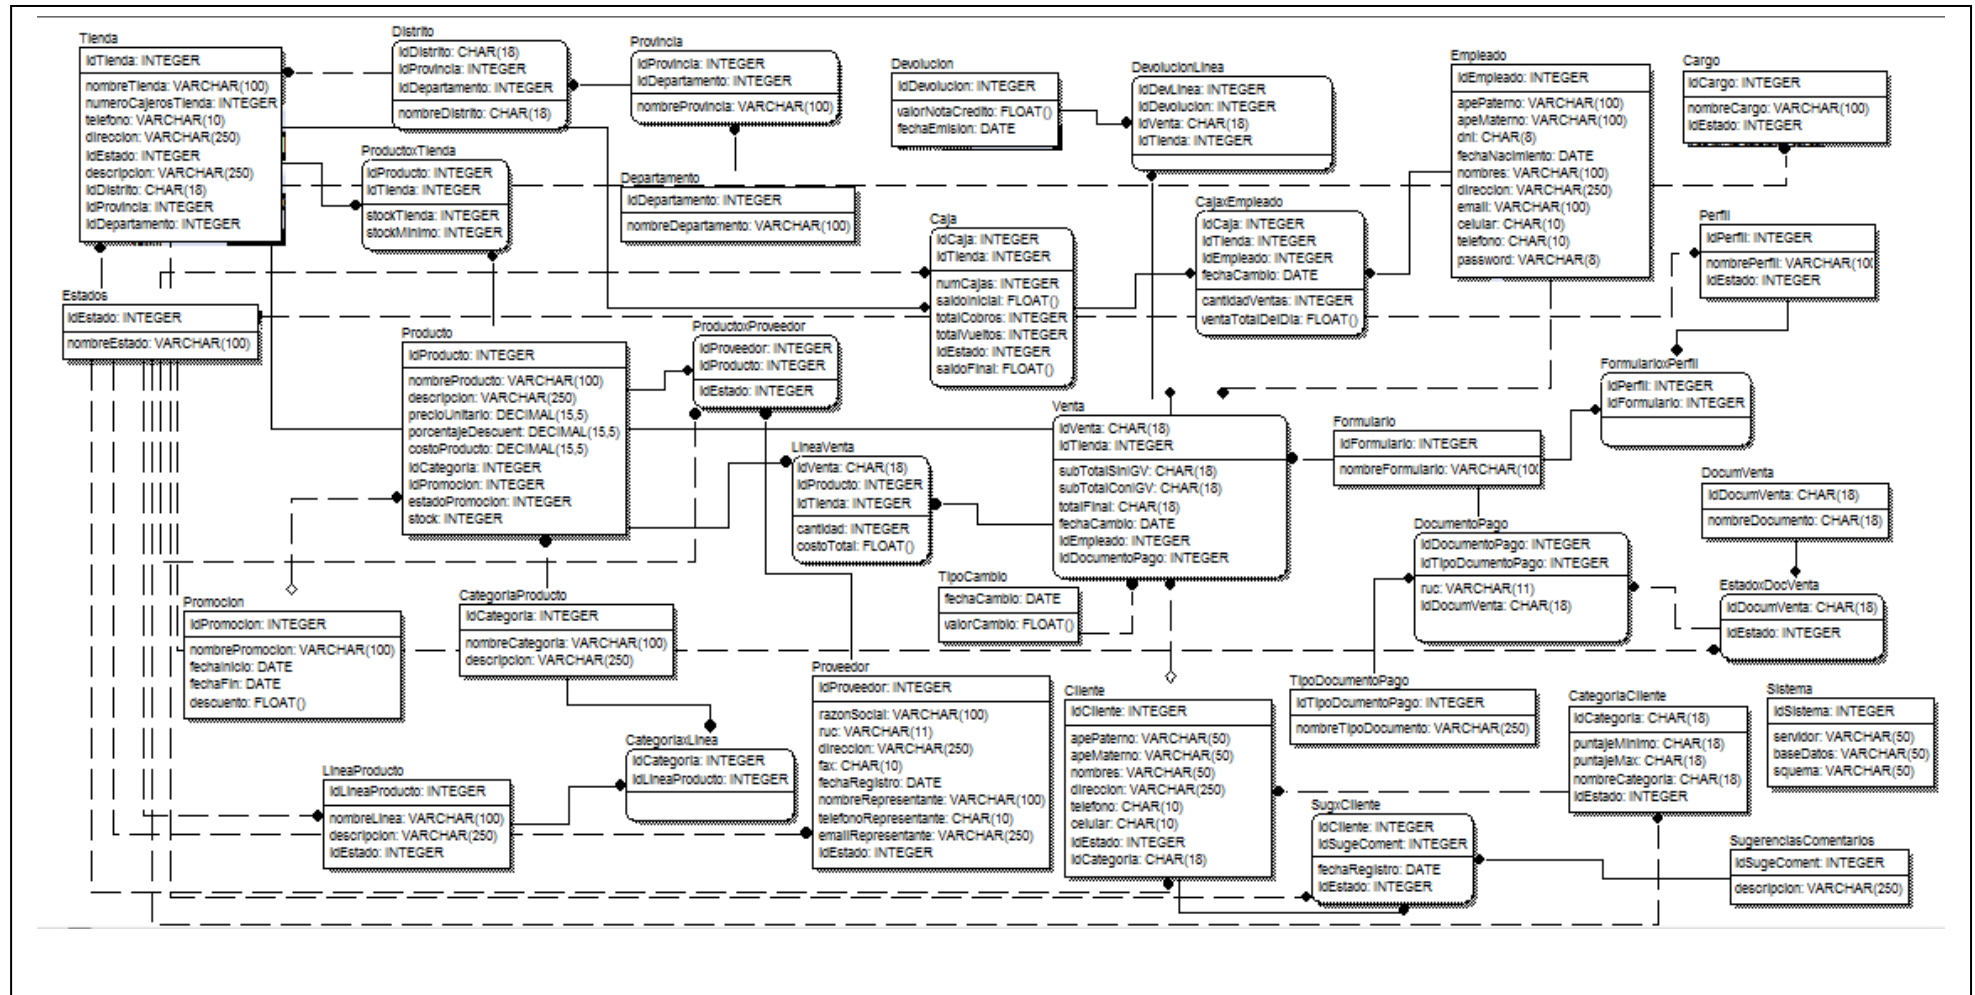 Tienda
idTienda: INTEGER
nombreTienda: VARCHAR(100)
numeroCajerosTienda: INTEGER
telefono: VARCHAR(10)
direccion: VARCHAR(250)
idEstado: INTEGER
descripcion: VARCHAR(250)
idDistrito: CHAR(18)
idProvincia: INTEGER
idDepartamento: INTEGER
Distrito
idDistrito: CHAR(18)
idProvincia: INTEGER
idDepartamento: INTEGER
nombreDistrito: CHAR(18)
Provincia
idProvincia: INTEGER
idDepartamento: INTEGER
nombreProvincia: VARCHAR(100)
Devolucion
idDevolucion: INTEGER
valorNotaCredito: FLOAT()
fechaEmision: DATE
DevolucionLinea
idDevLinea: INTEGER
idDevolucion: INTEGER
idVenta: CHAR(18)
idTienda: INTEGER
Empleado
idEmpleado: INTEGER
apePaterno: VARCHAR(100)
apeMaterno: VARCHAR(100)
dni: CHAR(8)
fechaNacimiento: DATE
nombres: VARCHAR(100)
direccion: VARCHAR(250)
email: VARCHAR(100)
celular: CHAR(10)
telefono: CHAR(10)
password: VARCHAR(8)
Cargo
idCargo: INTEGER
nombreCargo: VARCHAR(100)
idEstado: INTEGER
ProductoxTienda
idProducto: INTEGER
idTienda: INTEGER
stockTienda: INTEGER
stockMinimo: INTEGER
Departamento
idDepartamento: INTEGER
nombreDepartamento: VARCHAR(100)
Caja
idCaja: INTEGER
idTienda: INTEGER
numCajas: INTEGER
saldoInicial: FLOAT()
totalCobros: INTEGER
totalVueltos: INTEGER
idEstado: INTEGER
saldoFinal: FLOAT()
CajaxEmpleado
idCaja: INTEGER
idTienda: INTEGER
idEmpleado: INTEGER
fechaCambio: DATE
cantidadVentas: INTEGER
ventaTotalDelDia: FLOAT()
Perfil
idPerfil: INTEGER
nombrePerfil: VARCHAR(100
idEstado: INTEGER
Estados
idEstado: INTEGER
nombreEstado: VARCHAR(100)
Producto
idProducto: INTEGER
nombreProducto: VARCHAR(100)
descripcion: VARCHAR(250)
precioUnitario: DECIMAL(15,5)
porcentajeDescuent: DECIMAL(15,5)
costoProducto: DECIMAL(15,5)
idCategoria: INTEGER
idPromocion: INTEGER
estadoPromocion: INTEGER
stock: INTEGER
ProductoxProveedor
idProveedor: INTEGER
idProducto: INTEGER
idEstado: INTEGER
FormularioxPerfil
idPerfil: INTEGER
idFormulario: INTEGER
LineaVenta
idVenta: CHAR(18)
idProducto: INTEGER
idTienda: INTEGER
cantidad: INTEGER
costoTotal: FLOAT()
Venta
idVenta: CHAR(18)
idTienda: INTEGER
subTotalSinIGV: CHAR(18)
subTotalConIGV: CHAR(18)
totalFinal: CHAR(18)
fechaCambio: DATE
idEmpleado: INTEGER
idDocumentoPago: INTEGER
Formulario
idFormulario: INTEGER
nombreFormulario: VARCHAR(100
DocumVenta
idDocumVenta: CHAR(18)
nombreDocumento: CHAR(18)
DocumentoPago
idDocumentoPago: INTEGER
idTipoDcumentoPago: INTEGER
ruc: VARCHAR(11)
idDocumVenta: CHAR(18)
EstadoxDocVenta
idDocumVenta: CHAR(18)
idEstado: INTEGER
TipoCambio
fechaCambio: DATE
valorCambio: FLOAT()
Promocion
idPromocion: INTEGER
nombrePromocion: VARCHAR(100)
fechaInicio: DATE
fechaFin: DATE
descuento: FLOAT()
CategoriaProducto
idCategoria: INTEGER
nombreCategoria: VARCHAR(100)
descripcion: VARCHAR(250)
Proveedor
idProveedor: INTEGER
razonSocial: VARCHAR(100)
ruc: VARCHAR(11)
direccion: VARCHAR(250)
fax: CHAR(10)
fechaRegistro: DATE
nombreRepresentante: VARCHAR(100)
telefonoRepresentante: CHAR(10)
emailRepresentante: VARCHAR(250)
idEstado: INTEGER
Cliente
idCliente: INTEGER
apePaterno: VARCHAR(50)
apeMaterno: VARCHAR(50)
nombres: VARCHAR(50)
direccion: VARCHAR(250)
telefono: CHAR(10)
celular: CHAR(10)
idEstado: INTEGER
idCategoria: CHAR(18)
TipoDocumentoPago
idTipoDcumentoPago: INTEGER
nombreTipoDocumento: VARCHAR(250)
CategoriaCliente
idCategoria: CHAR(18)
puntajeMinimo: CHAR(18)
puntajeMax: CHAR(18)
nombreCategoria: CHAR(18)
idEstado: INTEGER
Sistema
idSistema: INTEGER
servidor: VARCHAR(50)
baseDatos: VARCHAR(50)
squema: VARCHAR(50)
CategoriaxLinea
idCategoria: INTEGER
idLineaProducto: INTEGER
LineaProducto
idLineaProducto: INTEGER
nombreLinea: VARCHAR(100)
descripcion: VARCHAR(250)
idEstado: INTEGER
SugxCliente
idCliente: INTEGER
idSugeComent: INTEGER
fechaRegistro: DATE
idEstado: INTEGER
SugerenciasComentarios
idSugeComent: INTEGER
descripcion: VARCHAR(250)